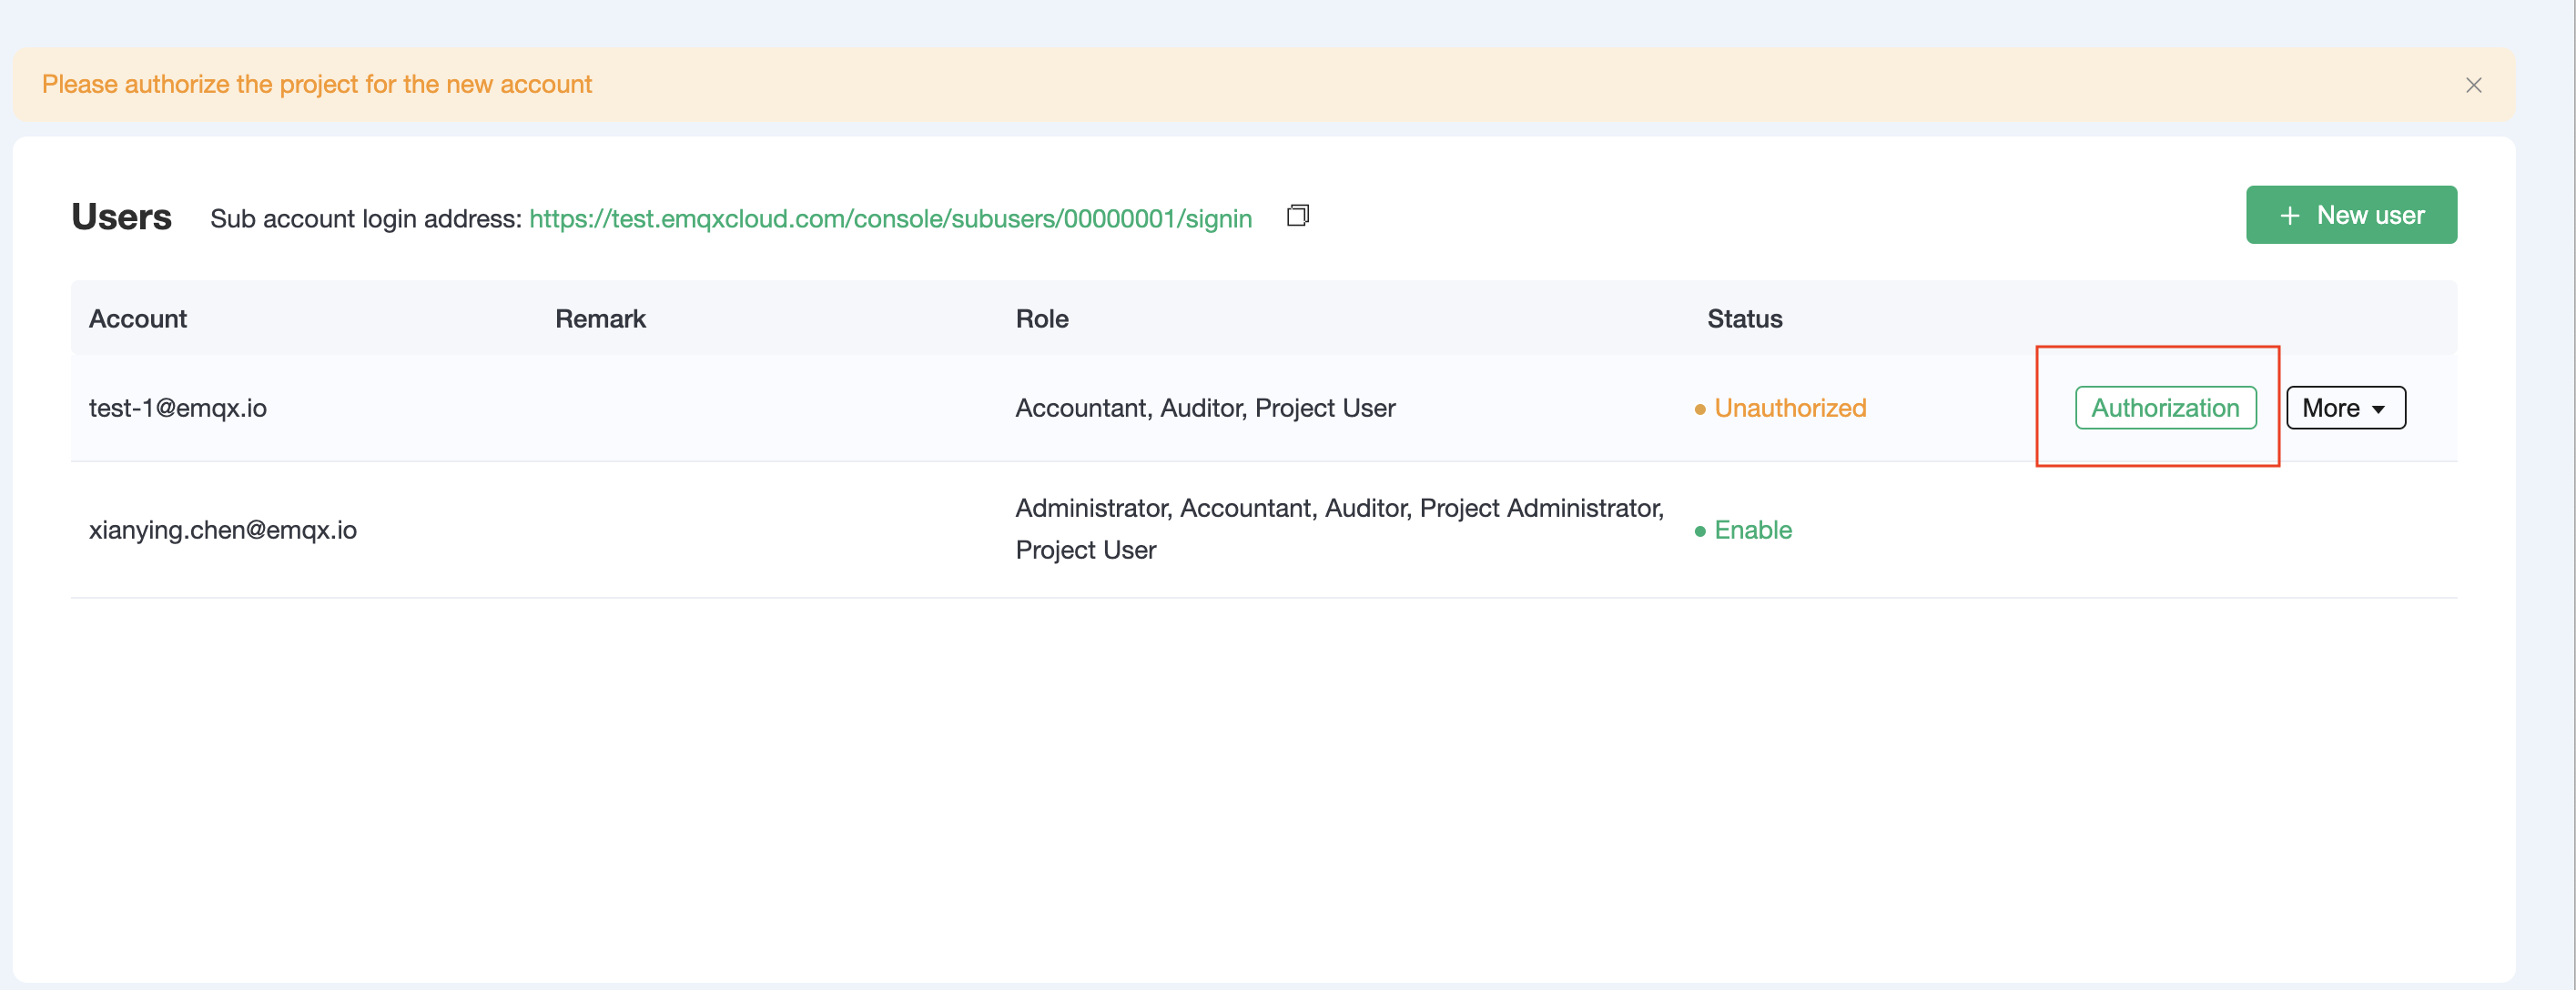 Please authorize the project for the new account
Users Sub account login address: https://test.emqxcloud.com/console/subusers/00000001/signin + New user
Account Remark Role Status
test-1@emqx.io Accountant, Auditor, Project User Unauthorized Authorization More
xianying.chen@emqx.io Administrator, Accountant, Auditor, Project Administrator, Enable
Project User